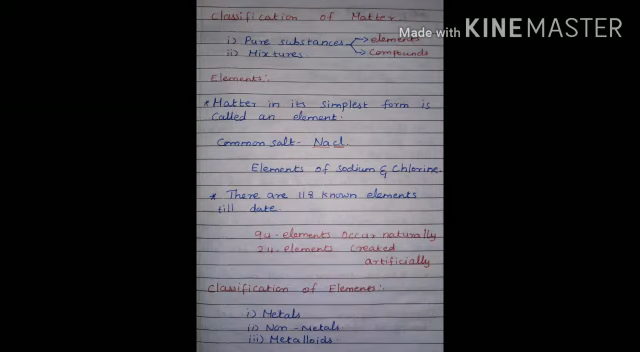 Classification of Matter.
Made with KINEMASTER
i) Pure substances → elements
→ Compounds
ii) Mixtures.
Elements:.
* Matter in its simplest form is
called an element.
Common salt- Nacl.
Elements of sodium & Chlorine.
* There are 118 known elements
till date.
94-elements occur naturally
24-elements created
artificially
Classification of Elements:.
i) Metals
ii) Non-Metals
iii) Metalloids.